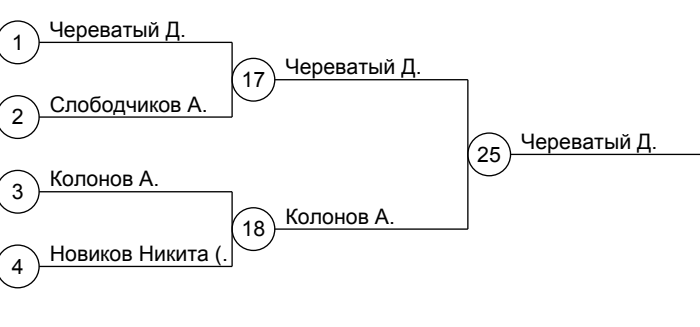 1
Череватый Д.
2
Слободчиков А.
17
Череватый Д.
3
Колонов А.
4
Новиков Никита (.
18
Колонов А.
25
Череватый Д.